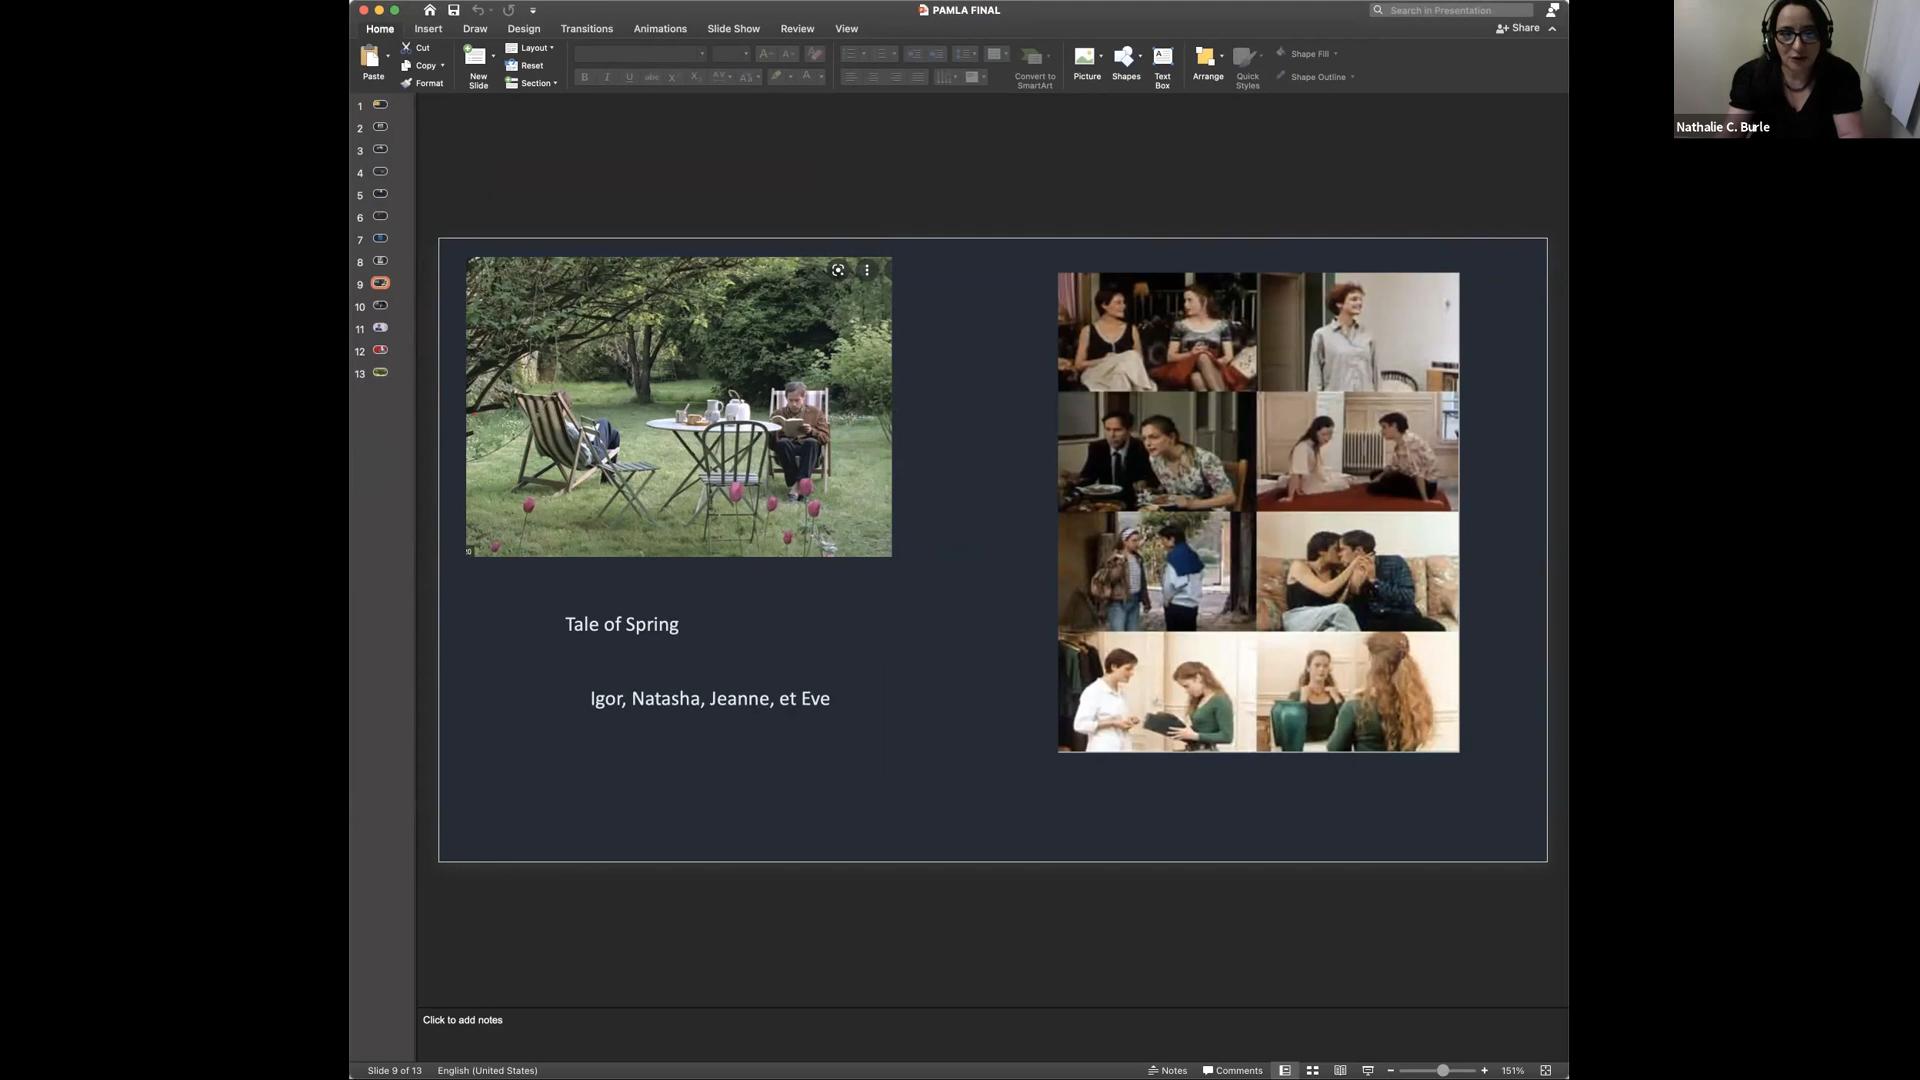 PAMLA FINAL
Search in Presentation
Home Insert Draw Design Transitions Animations Slide Show Review View
Share
Paste
Cut
Copy
Format
New Slide
Layout
Reset
Section
Convert to SmartArt
Picture
Shapes
Text Box
Arrange
Quick Styles
Shape Fill
Shape Outline
1
2
3
4
5
6
7
8
9
10
11
12
13
Tale of Spring
Igor, Natasha, Jeanne, et Eve
Click to add notes
Slide 9 of 13 English (United States) Notes Comments 151%
Nathalie C. Burle